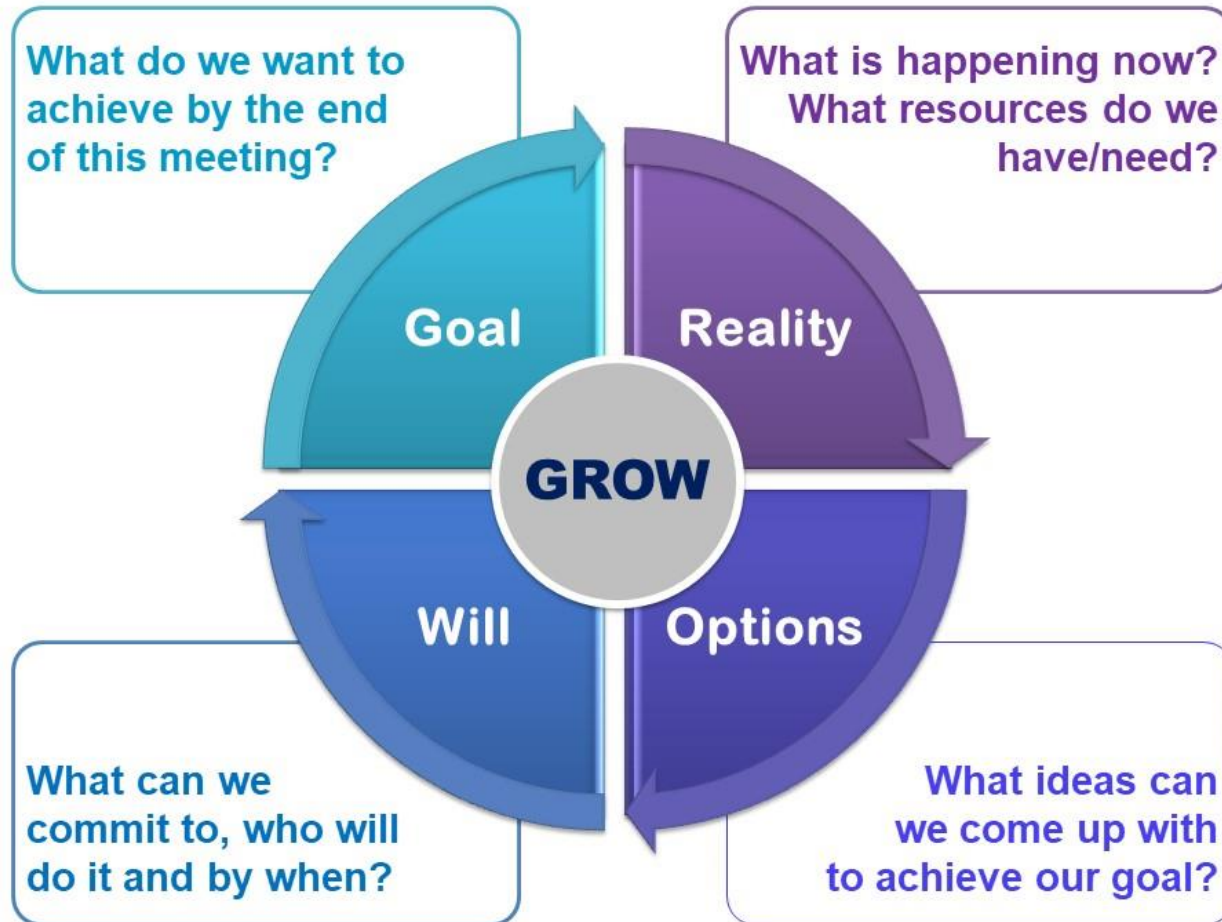 What do we want to
achieve by the end
of this meeting?
What is happening now?
What resources do we
have/need?
Goal
Reality
GROW
Will
Options
What can we
commit to, who will
do it and by when?
What ideas can
we come up with
to achieve our goal?